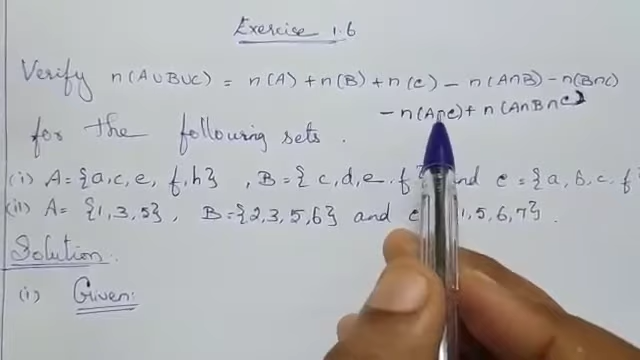 Exercise 1.6
Verify n(A∪B∪C) = n(A) + n(B) + n(C) - n(A∩B) - n(B∩C)
- n(A∩C) + n(A∩B∩C)
for the following sets.
(i) A = {a,c,e,f,h}, B = {c,d,e,f} and C = {a,b,c,f}
(ii) A = {1,3,5}, B = {2,3,5,6} and C {1,5,6,7}.
Solution:
(i) Given: